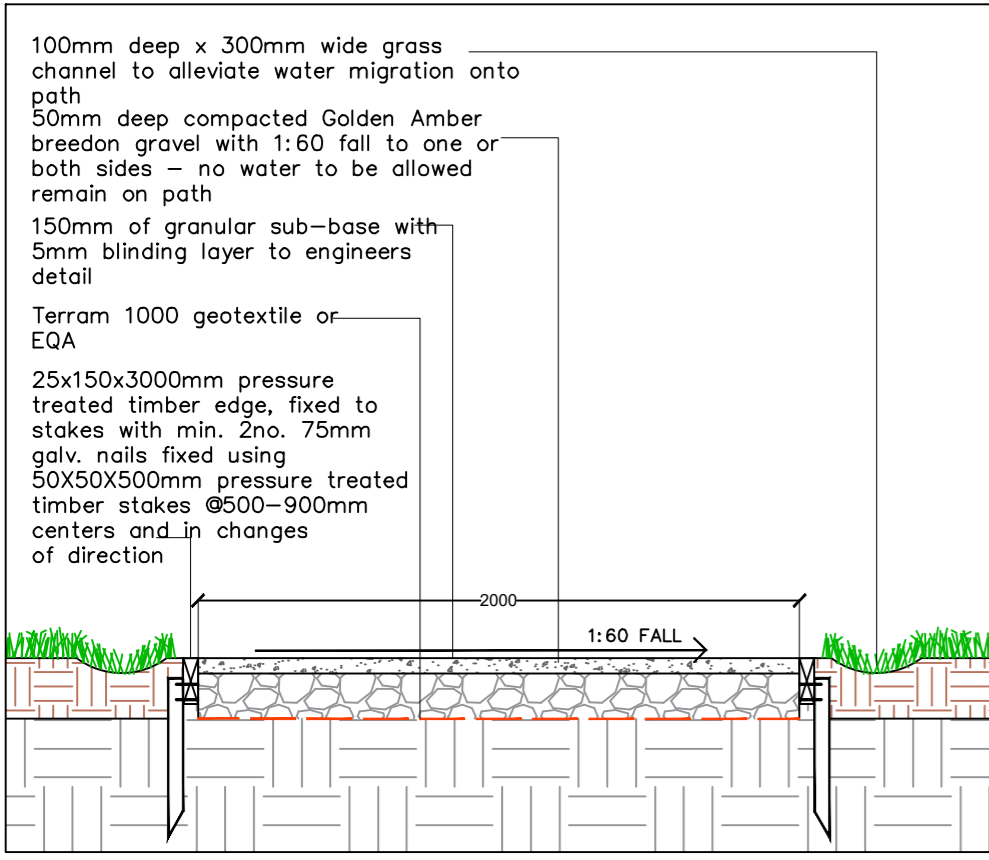 100mm deep x 300mm wide grass
channel to alleviate water migration onto
path
50mm deep compacted Golden Amber
breedon gravel with 1:60 fall to one or
both sides – no water to be allowed
remain on path
150mm of granular sub-base with
5mm blinding layer to engineers
detail
Terram 1000 geotextile or
EQA
25x150x3000mm pressure
treated timber edge, fixed to
stakes with min. 2no. 75mm
galv. nails fixed using
50X50X500mm pressure treated
timber stakes @500-900mm
centers and in changes
of direction
2000
1:60 FALL